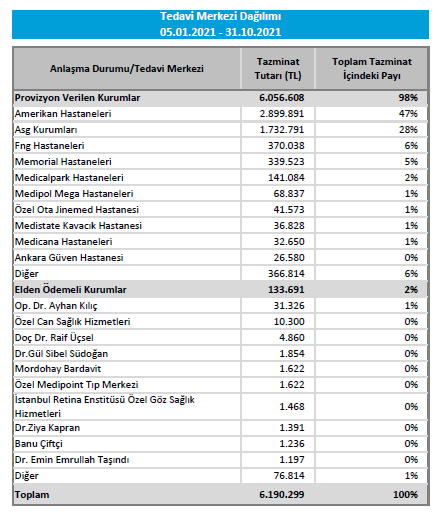 Tedavi Merkezi Dağılımı
05.01.2021 - 31.10.2021
Anlaşma Durumu/Tedavi Merkezi Tazminat Tutarı (TL) Toplam Tazminat İçindeki Payı
Provizyon Verilen Kurumlar 6.056.608 98%
Amerikan Hastaneleri 2.899.891 47%
Asg Kurumları 1.732.791 28%
Fng Hastaneleri 370.038 6%
Memorial Hastaneleri 339.523 5%
Medicalpark Hastaneleri 141.084 2%
Medipol Mega Hastaneleri 68.837 1%
Özel Ota Jinemed Hastanesi 41.573 1%
Medistate Kavacık Hastanesi 36.828 1%
Medicana Hastaneleri 32.650 1%
Ankara Güven Hastanesi 26.580 0%
Diğer 366.814 6%
Elden Ödemeli Kurumlar 133.691 2%
Op. Dr. Ayhan Kılıç 31.326 1%
Özel Can Sağlık Hizmetleri 10.300 0%
Doç Dr. Raif Üçsel 4.860 0%
Dr.Gül Sibel Südoğan 1.854 0%
Mordohay Bardavit 1.622 0%
Özel Medipoint Tıp Merkezi 1.622 0%
İstanbul Retina Enstitüsü Özel Göz Sağlık
Hizmetleri 1.468 0%
Dr.Ziya Kapran 1.391 0%
Banu Çiftçi 1.236 0%
Dr. Emin Emrullah Taşındı 1.197 0%
Diğer 76.814 1%
Toplam 6.190.299 100%